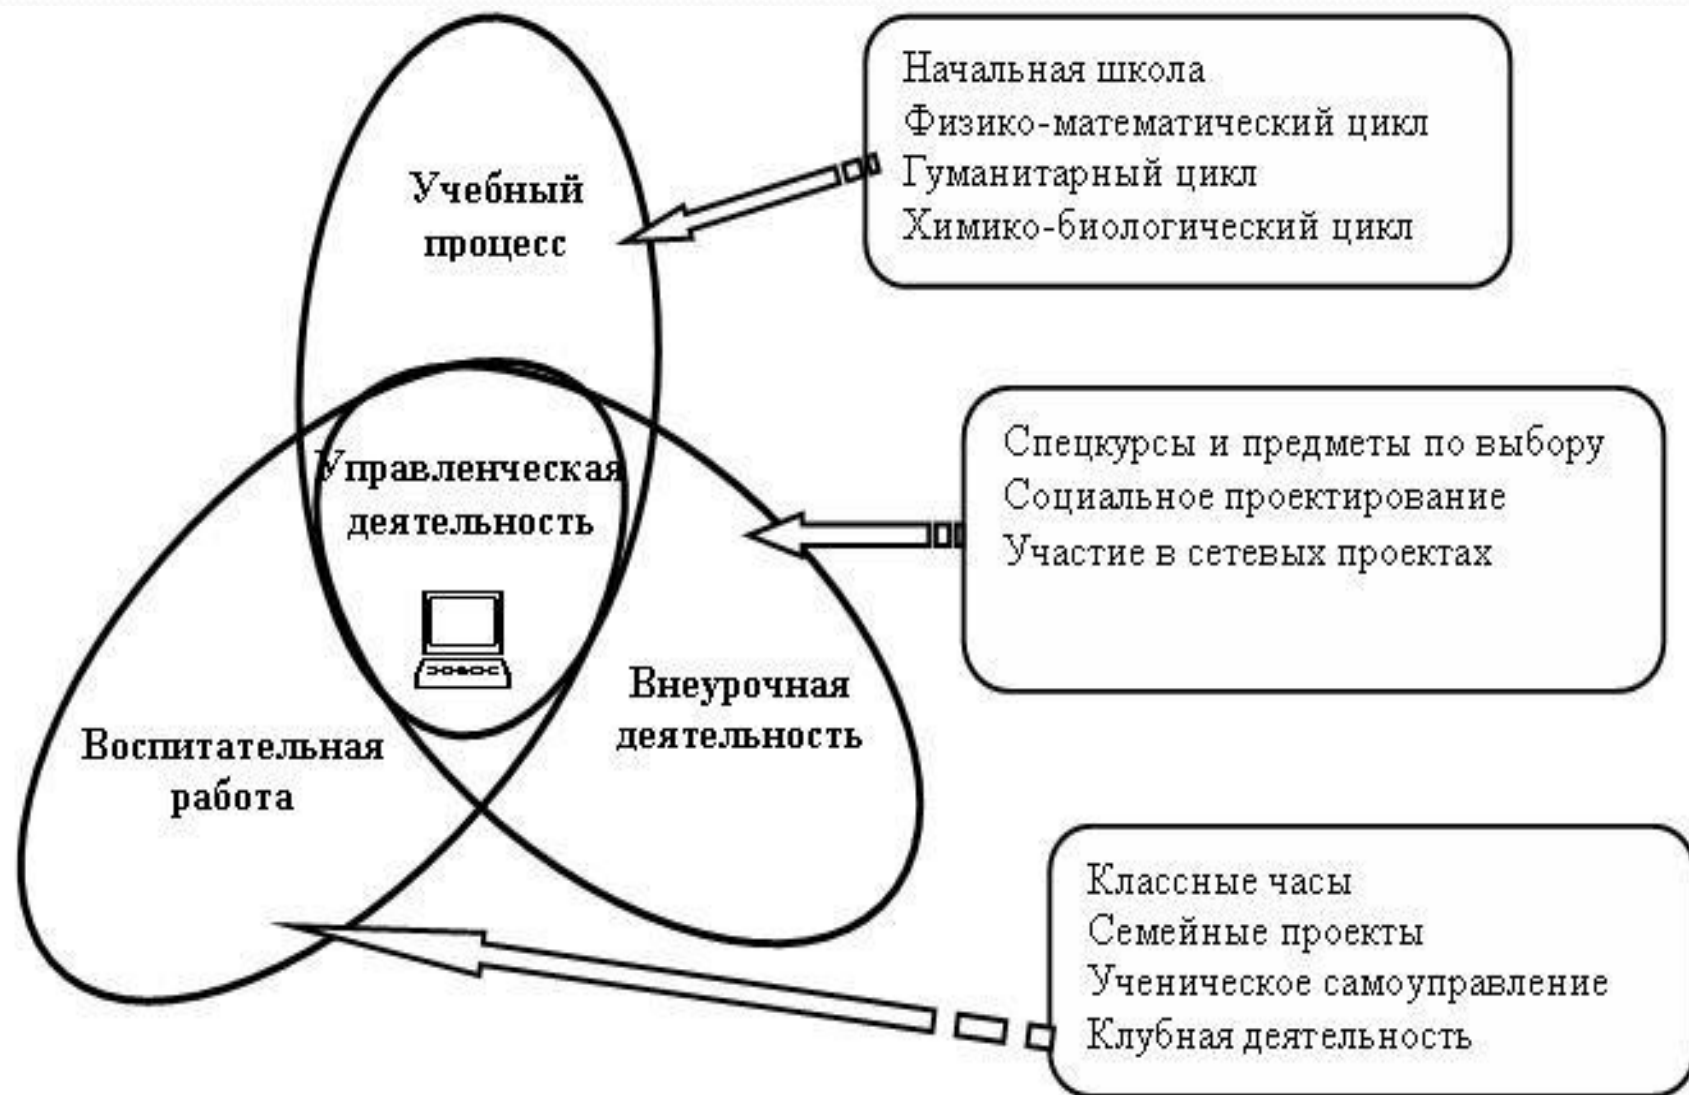 Учебный
процесс
Начальная школа
Физико-математический цикл
Гуманитарный цикл
Химико-биологический цикл
Управленческая
деятельность
Спецкурсы и предметы по выбору
Социальное проектирование
Участие в сетевых проектах
Внеурочная
деятельность
Воспитательная
работа
Классные часы
Семейные проекты
Ученическое самоуправление
Клубная деятельность